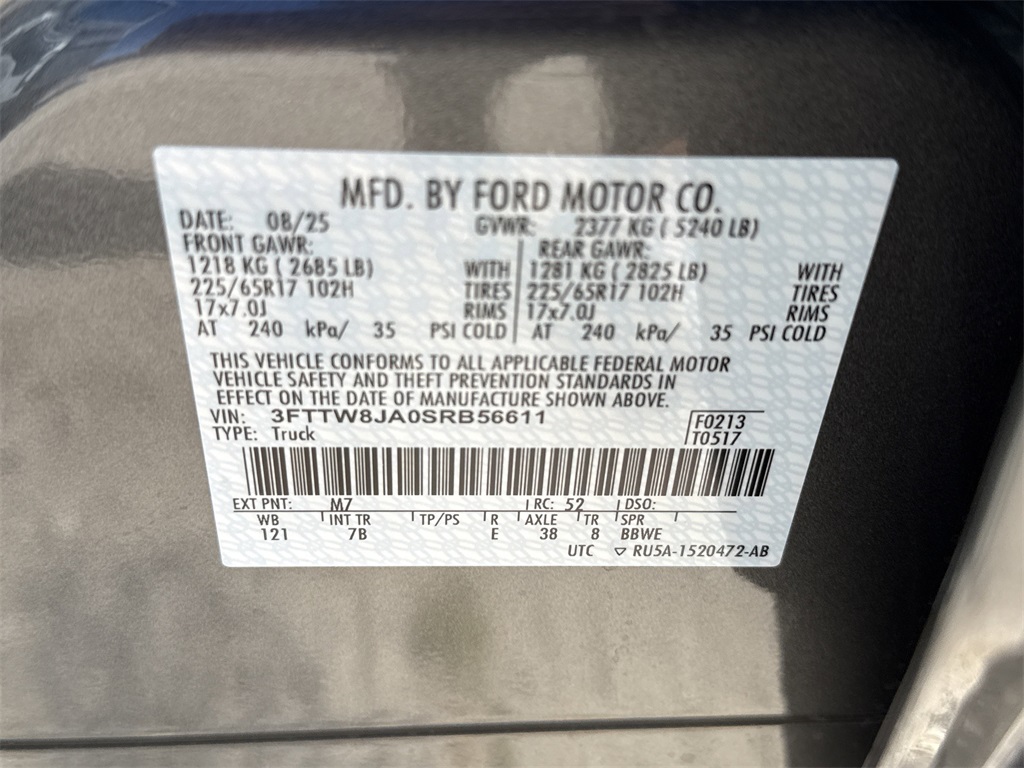 MFD. BY FORD MOTOR CO.
DATE: 08/25 GVWR: 2377 KG ( 5240 LB)
FRONT GAWR: REAR GAWR:
1218 KG ( 2685 LB) WITH 1281 KG ( 2825 LB) WITH
225/65R17 102H TIRES 225/65R17 102H TIRES
17x7.0J RIMS 17x7.0J RIMS
AT 240 kPa/ 35 PSI COLD AT 240 kPa/ 35 PSI COLD
THIS VEHICLE CONFORMS TO ALL APPLICABLE FEDERAL MOTOR
VEHICLE SAFETY AND THEFT PREVENTION STANDARDS IN
EFFECT ON THE DATE OF MANUFACTURE SHOWN ABOVE.
VIN: 3FTTW8JA0SRB56611 F0213
TYPE: Truck T0517
EXT PNT: M7 RC: 52 DSO:
WB INT TR TP/PS R AXLE TR SPR
121 7B E 38 8 BBWE
UTC ▽ RU5A-1520472-AB